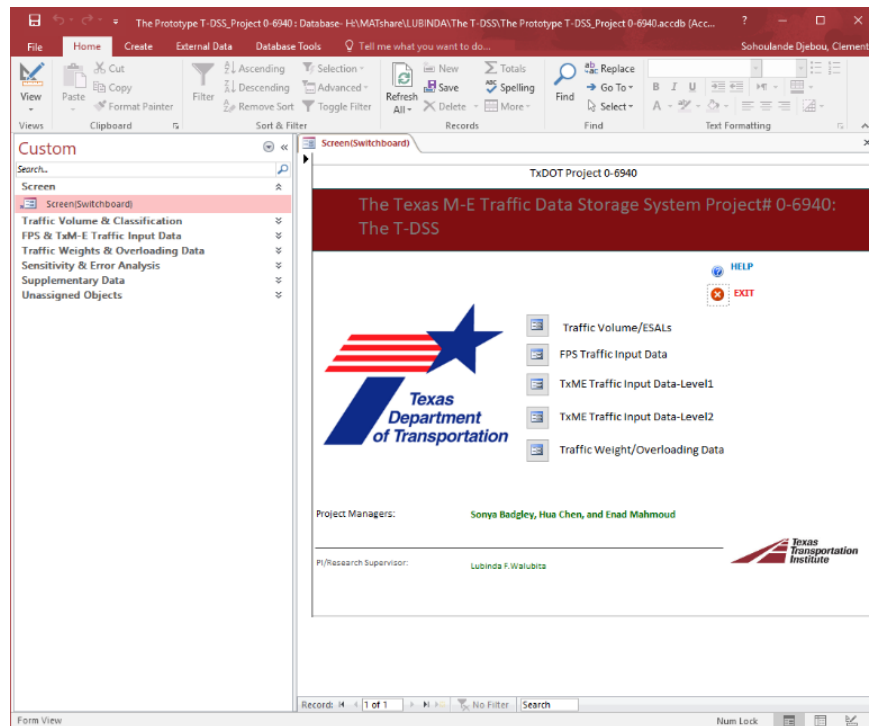 The Prototype T-DSS_Project 0-6940 : Database- H:\MATshare\LUBINDA\The T-DSS\The Prototype T-DSS_Project 0-6940.accdb (Acc...
File Home Create External Data Database Tools Tell me what you want to do... Sohoulande Djebou, Clement
View
Paste
Cut
Copy
Format Painter
Filter
Ascending
Descending
Remove Sort
Selection
Advanced
Toggle Filter
Refresh
All
New
Save
Delete
Totals
Spelling
More
Find
Replace
Go To
Select
B I U
A
Views Clipboard Sort & Filter Records Find Text Formatting
Custom
Search..
Screen
Screen(Switchboard)
Traffic Volume & Classification
FPS & TxM-E Traffic Input Data
Traffic Weights & Overloading Data
Sensitivity & Error Analysis
Supplementary Data
Unassigned Objects
Screen(Switchboard)
TxDOT Project 0-6940
The Texas M-E Traffic Data Storage System Project# 0-6940:
The T-DSS
HELP
EXIT
Texas
Department
of Transportation
Traffic Volume/ESALs
FPS Traffic Input Data
TxME Traffic Input Data-Level1
TxME Traffic Input Data-Level2
Traffic Weight/Overloading Data
Project Managers: Sonya Badgley, Hua Chen, and Enad Mahmoud
Texas
Transportation
Institute
PI/Research Supervisor: Lubinda F.Walubita
Record: 1 of 1 No Filter Search
Form View Num Lock